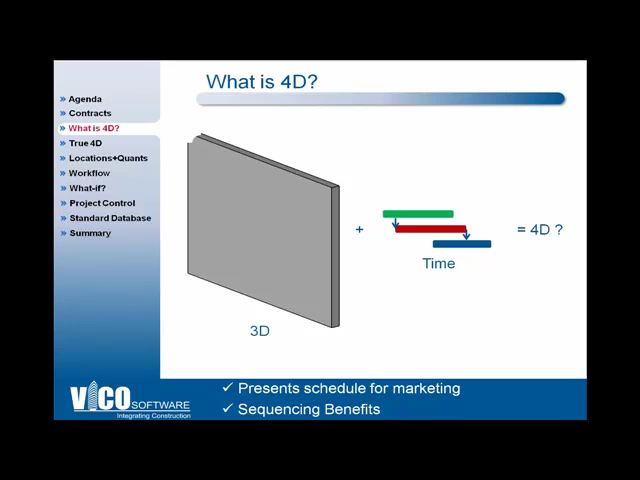 What is 4D?
» Agenda
» Contracts
» What is 4D?
» True 4D
» Locations+Quants
» Workflow
» What-if?
» Project Control
» Standard Database
» Summary
+
= 4D ?
Time
3D
✓ Presents schedule for marketing
✓ Sequencing Benefits
VICO SOFTWARE
Integrating Construction